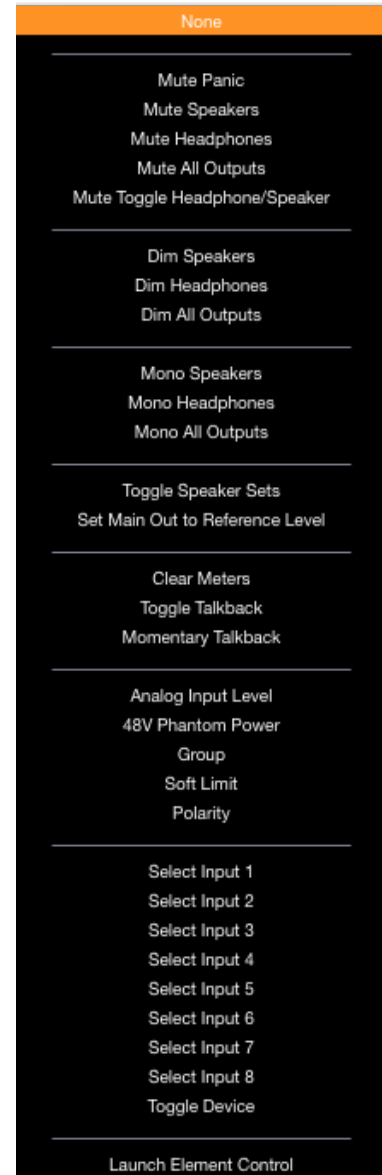 None
Mute Panic
Mute Speakers
Mute Headphones
Mute All Outputs
Mute Toggle Headphone/Speaker
Dim Speakers
Dim Headphones
Dim All Outputs
Mono Speakers
Mono Headphones
Mono All Outputs
Toggle Speaker Sets
Set Main Out to Reference Level
Clear Meters
Toggle Talkback
Momentary Talkback
Analog Input Level
48V Phantom Power
Group
Soft Limit
Polarity
Select Input 1
Select Input 2
Select Input 3
Select Input 4
Select Input 5
Select Input 6
Select Input 7
Select Input 8
Toggle Device
Launch Element Control